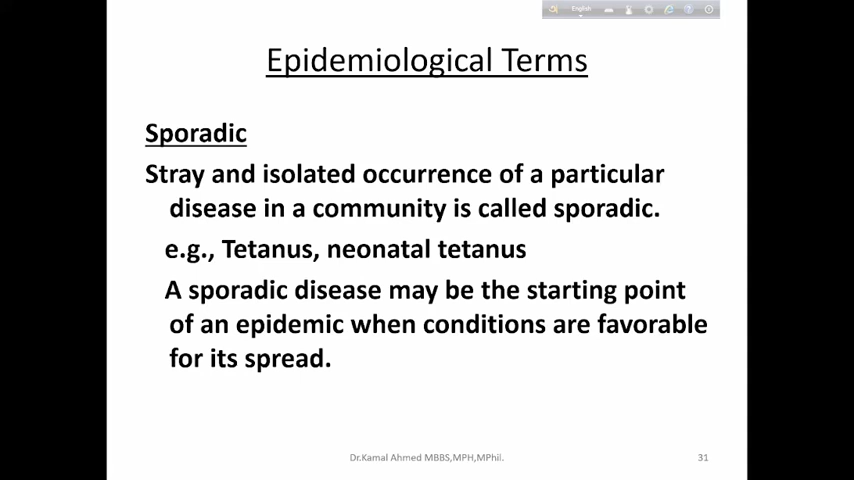 English
Epidemiological Terms
Sporadic
Stray and isolated occurrence of a particular
disease in a community is called sporadic.
e.g., Tetanus, neonatal tetanus
A sporadic disease may be the starting point
of an epidemic when conditions are favorable
for its spread.
Dr.Kamal Ahmed MBBS,MPH,MPhil.
31